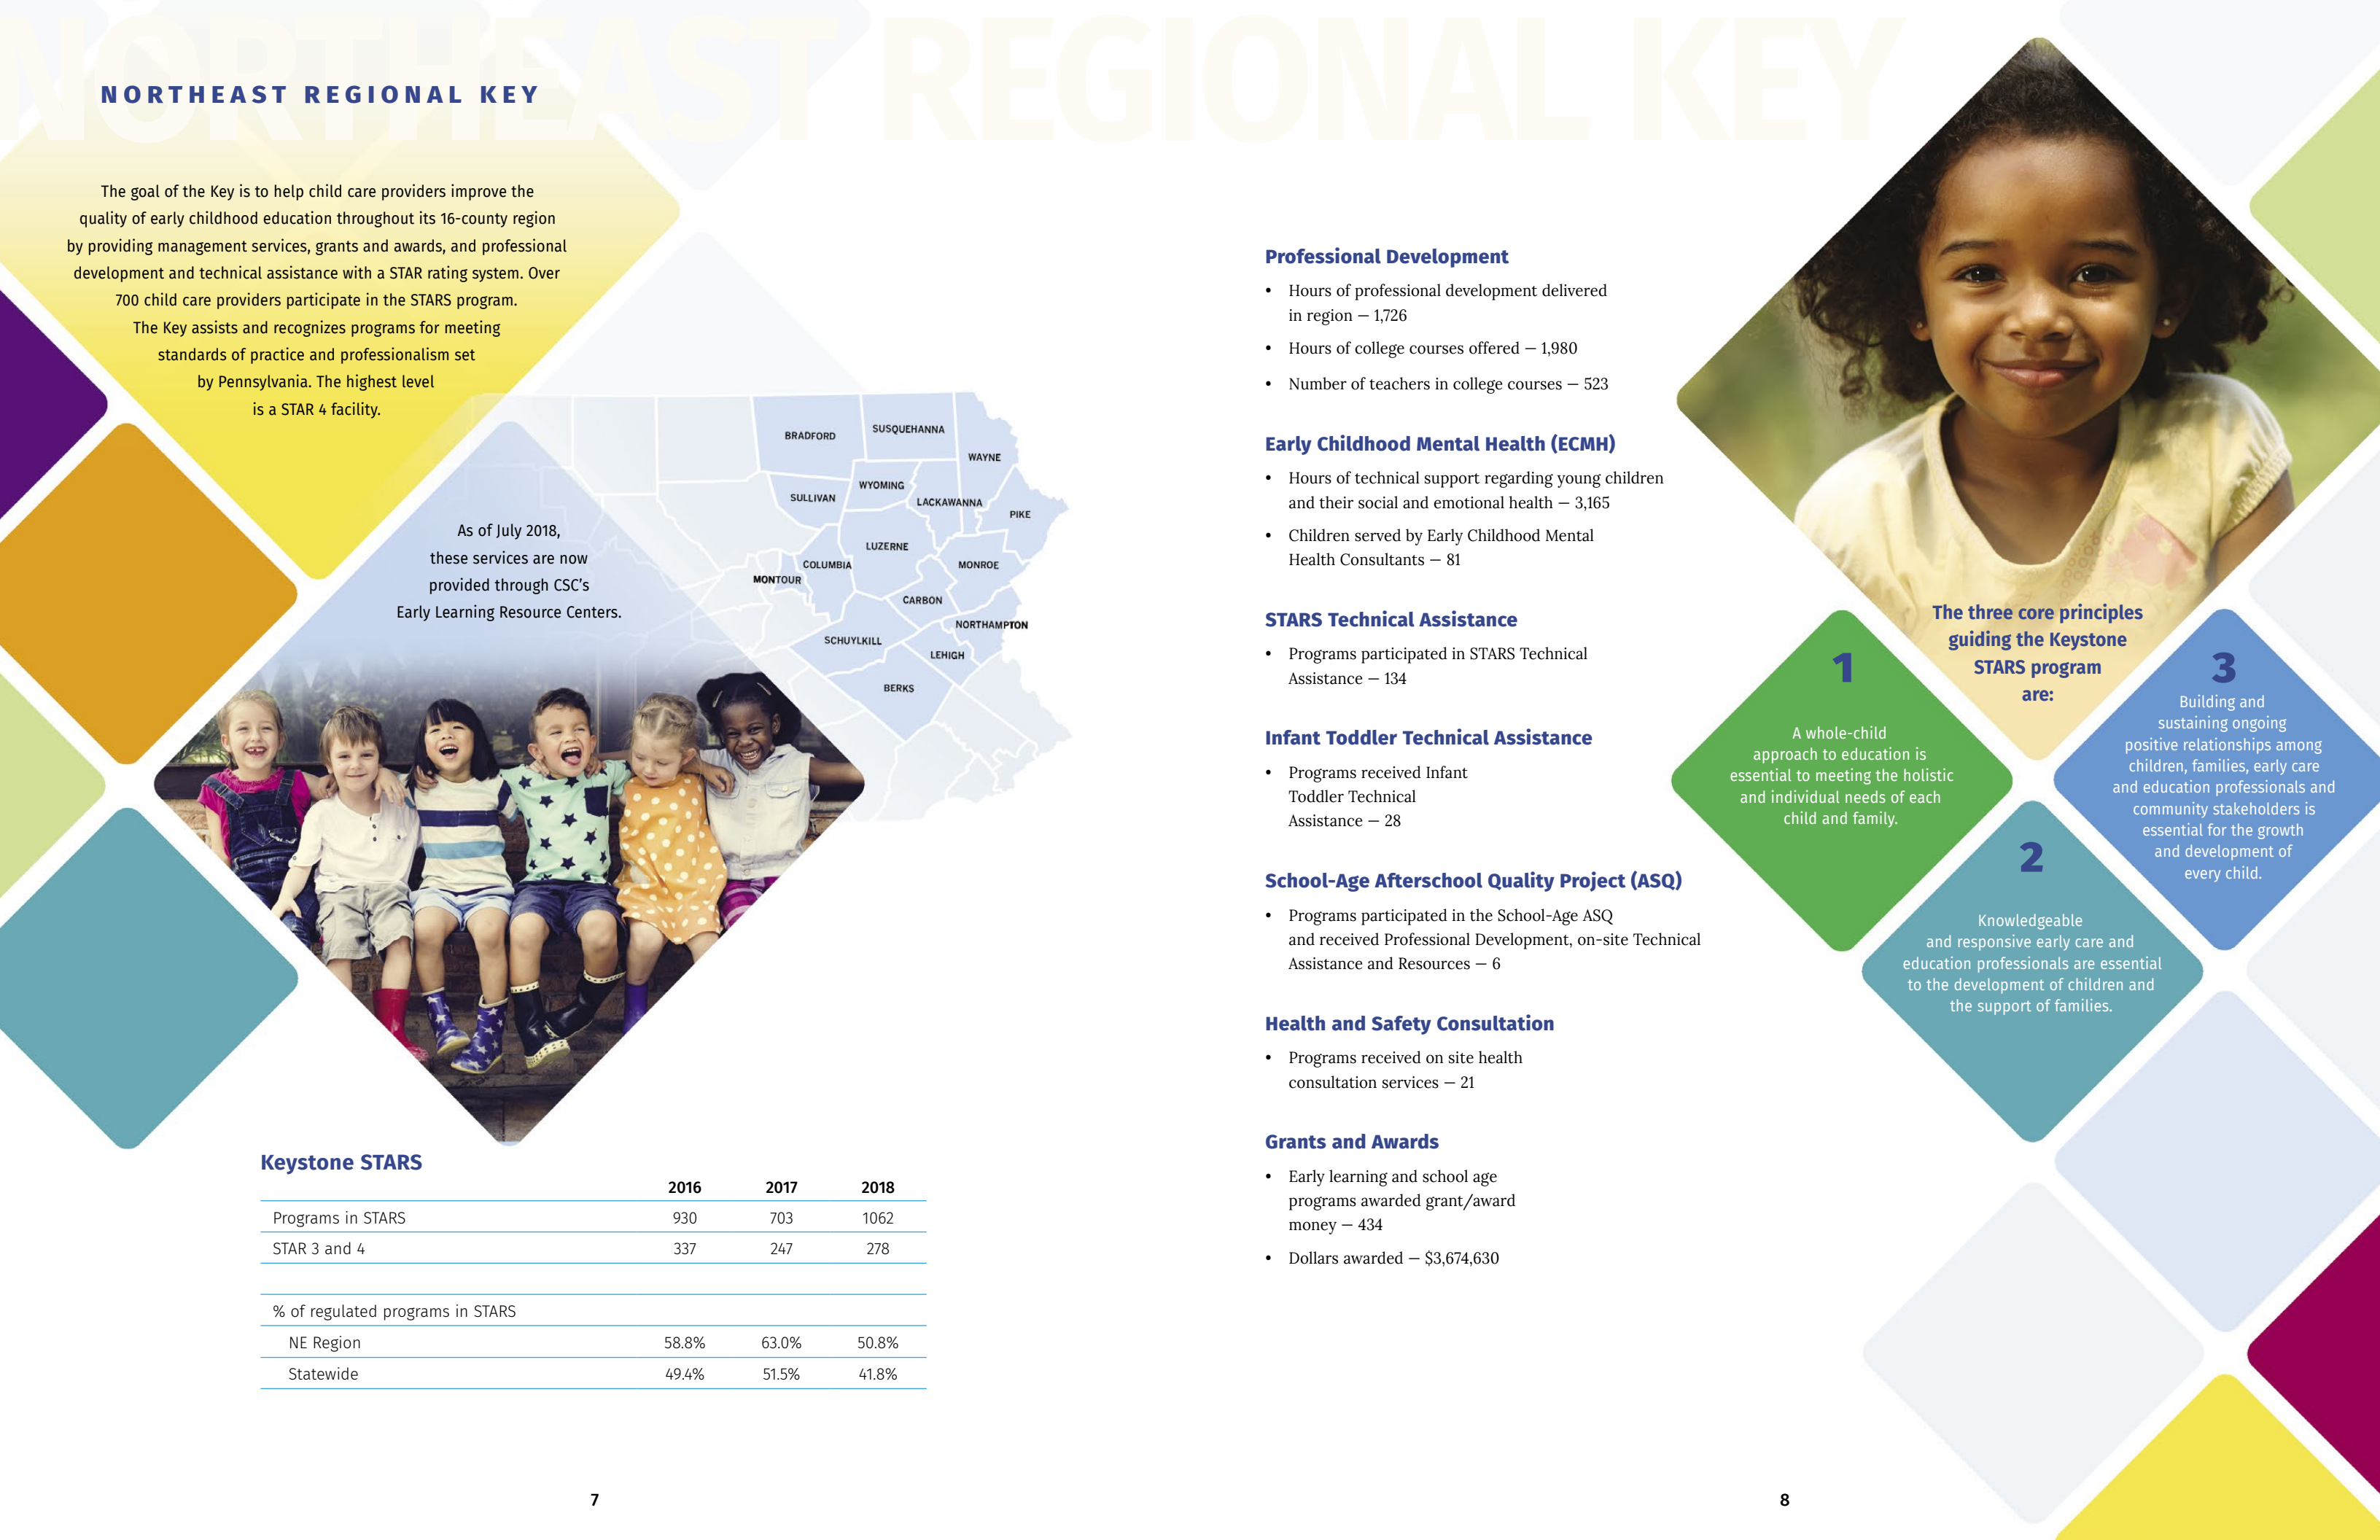 NORTHEAST REGIONAL KEY
NORTHEAST REGIONAL KEY
The goal of the Key is to help child care providers improve the
quality of early childhood education throughout its 16-county region
by providing management services, grants and awards, and professional
development and technical assistance with a STAR rating system. Over
700 child care providers participate in the STARS program.
The Key assists and recognizes programs for meeting
standards of practice and professionalism set
by Pennsylvania. The highest level
is a STAR 4 facility.
As of July 2018,
these services are now
provided through CSC’s
Early Learning Resource Centers.
BRADFORD
SUSQUEHANNA
WAYNE
SULLIVAN
WYOMING
LACKAWANNA
PIKE
LUZERNE
COLUMBIA
MONTOUR
MONROE
CARBON
NORTHAMPTON
SCHUYLKILL
LEHIGH
BERKS
Keystone STARS
2016 2017 2018
Programs in STARS 930 703 1062
STAR 3 and 4 337 247 278
% of regulated programs in STARS
NE Region 58.8% 63.0% 50.8%
Statewide 49.4% 51.5% 41.8%
7
Professional Development
• Hours of professional development delivered
in region — 1,726
• Hours of college courses offered — 1,980
• Number of teachers in college courses — 523
Early Childhood Mental Health (ECMH)
• Hours of technical support regarding young children
and their social and emotional health — 3,165
• Children served by Early Childhood Mental
Health Consultants — 81
STARS Technical Assistance
• Programs participated in STARS Technical
Assistance — 134
Infant Toddler Technical Assistance
• Programs received Infant
Toddler Technical
Assistance — 28
School-Age Afterschool Quality Project (ASQ)
• Programs participated in the School-Age ASQ
and received Professional Development, on-site Technical
Assistance and Resources — 6
Health and Safety Consultation
• Programs received on site health
consultation services — 21
Grants and Awards
• Early learning and school age
programs awarded grant/award
money — 434
• Dollars awarded — $3,674,630
The three core principles
guiding the Keystone
STARS program
are:
1
A whole-child
approach to education is
essential to meeting the holistic
and individual needs of each
child and family.
2
Knowledgeable
and responsive early care and
education professionals are essential
to the development of children and
the support of families.
3
Building and
sustaining ongoing
positive relationships among
children, families, early care
and education professionals and
community stakeholders is
essential for the growth
and development of
every child.
8